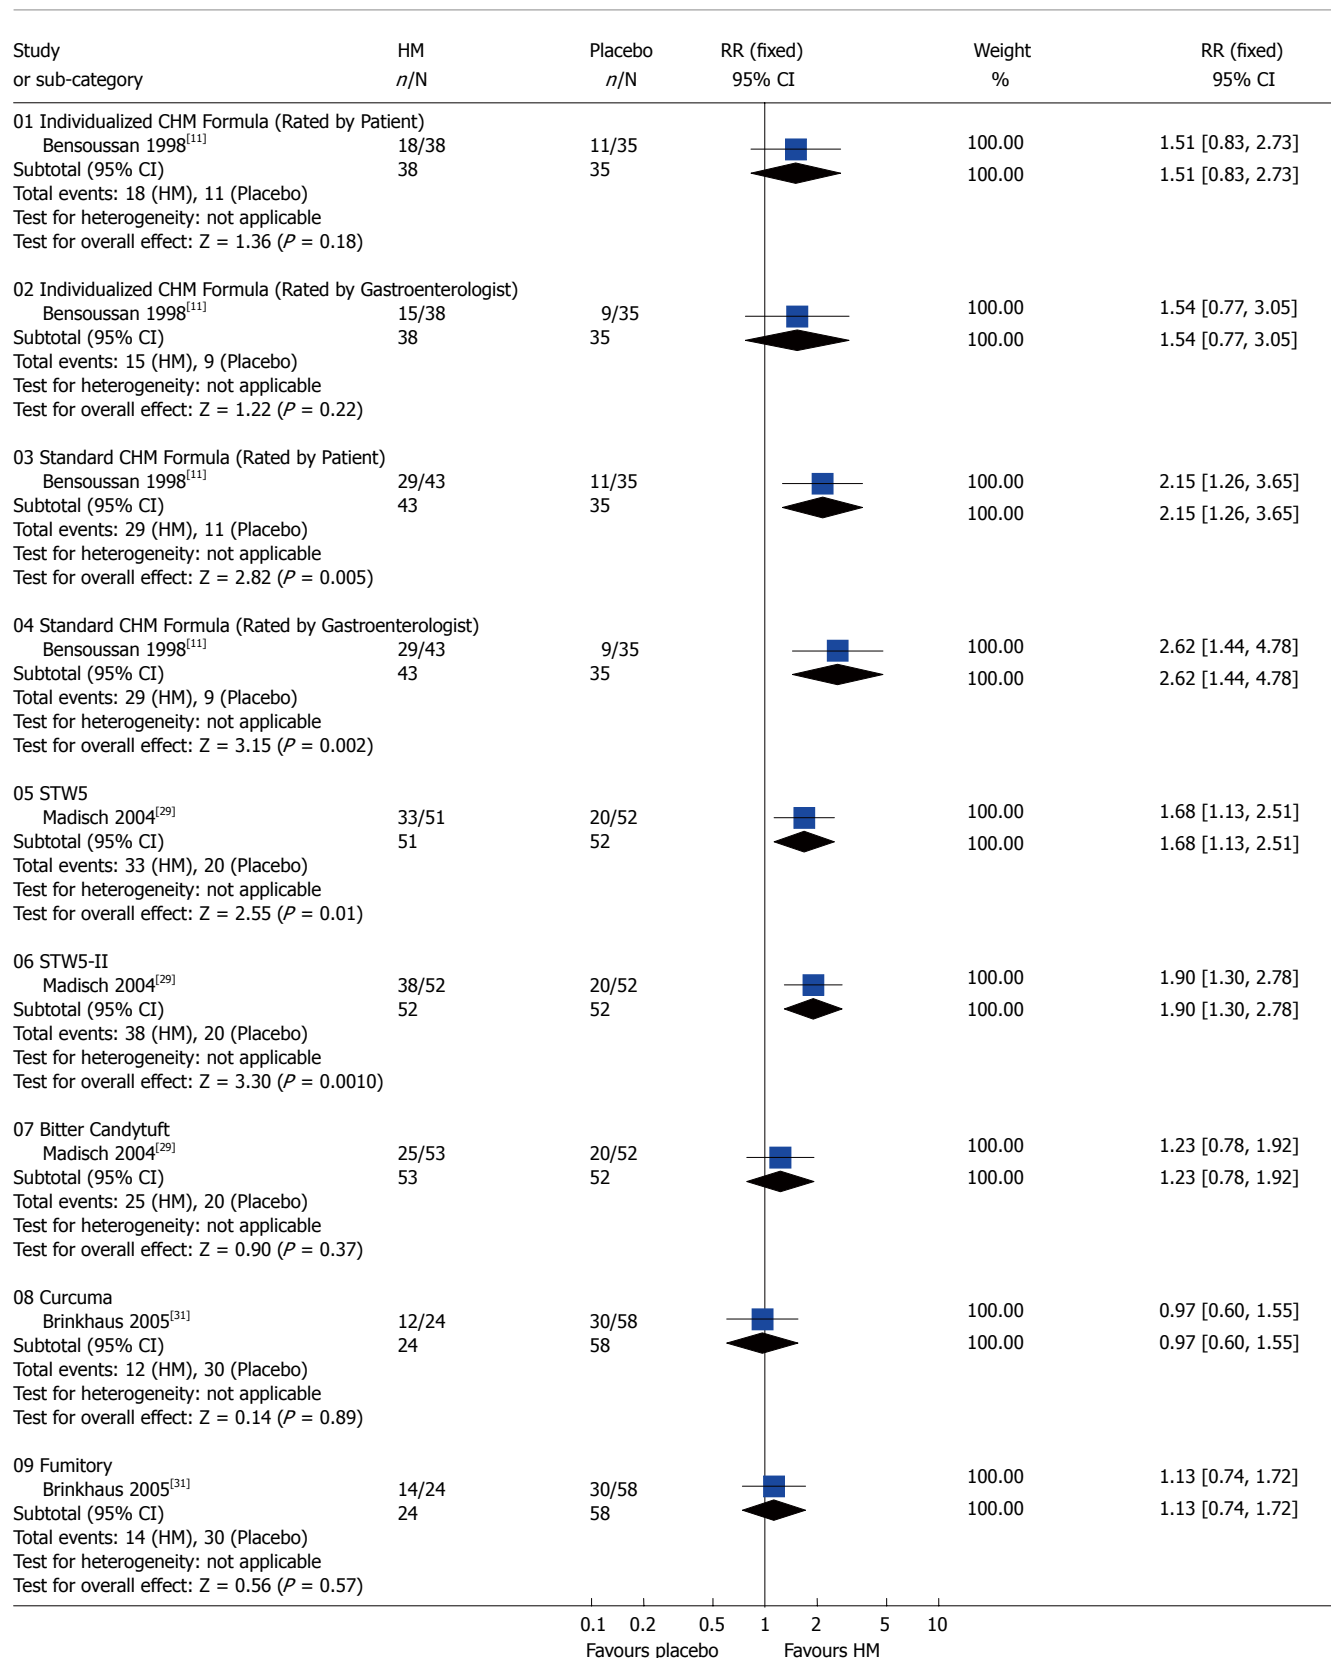 Study HM Placebo RR (fixed) Weight RR (fixed)
or sub-category n/N n/N 95% CI % 95% CI
01 Individualized CHM Formula (Rated by Patient)
Bensoussan 1998[11] 18/38 11/35 100.00 1.51 [0.83, 2.73]
Subtotal (95% CI) 38 35 100.00 1.51 [0.83, 2.73]
Total events: 18 (HM), 11 (Placebo)
Test for heterogeneity: not applicable
Test for overall effect: Z = 1.36 (P = 0.18)
02 Individualized CHM Formula (Rated by Gastroenterologist)
Bensoussan 1998[11] 15/38 9/35 100.00 1.54 [0.77, 3.05]
Subtotal (95% CI) 38 35 100.00 1.54 [0.77, 3.05]
Total events: 15 (HM), 9 (Placebo)
Test for heterogeneity: not applicable
Test for overall effect: Z = 1.22 (P = 0.22)
03 Standard CHM Formula (Rated by Patient)
Bensoussan 1998[11] 29/43 11/35 100.00 2.15 [1.26, 3.65]
Subtotal (95% CI) 43 35 100.00 2.15 [1.26, 3.65]
Total events: 29 (HM), 11 (Placebo)
Test for heterogeneity: not applicable
Test for overall effect: Z = 2.82 (P = 0.005)
04 Standard CHM Formula (Rated by Gastroenterologist)
Bensoussan 1998[11] 29/43 9/35 100.00 2.62 [1.44, 4.78]
Subtotal (95% CI) 43 35 100.00 2.62 [1.44, 4.78]
Total events: 29 (HM), 9 (Placebo)
Test for heterogeneity: not applicable
Test for overall effect: Z = 3.15 (P = 0.002)
05 STW5
Madisch 2004[29] 33/51 20/52 100.00 1.68 [1.13, 2.51]
Subtotal (95% CI) 51 52 100.00 1.68 [1.13, 2.51]
Total events: 33 (HM), 20 (Placebo)
Test for heterogeneity: not applicable
Test for overall effect: Z = 2.55 (P = 0.01)
06 STW5-II
Madisch 2004[29] 38/52 20/52 100.00 1.90 [1.30, 2.78]
Subtotal (95% CI) 52 52 100.00 1.90 [1.30, 2.78]
Total events: 38 (HM), 20 (Placebo)
Test for heterogeneity: not applicable
Test for overall effect: Z = 3.30 (P = 0.0010)
07 Bitter Candytuft
Madisch 2004[29] 25/53 20/52 100.00 1.23 [0.78, 1.92]
Subtotal (95% CI) 53 52 100.00 1.23 [0.78, 1.92]
Total events: 25 (HM), 20 (Placebo)
Test for heterogeneity: not applicable
Test for overall effect: Z = 0.90 (P = 0.37)
08 Curcuma
Brinkhaus 2005[31] 12/24 30/58 100.00 0.97 [0.60, 1.55]
Subtotal (95% CI) 24 58 100.00 0.97 [0.60, 1.55]
Total events: 12 (HM), 30 (Placebo)
Test for heterogeneity: not applicable
Test for overall effect: Z = 0.14 (P = 0.89)
09 Fumitory
Brinkhaus 2005[31] 14/24 30/58 100.00 1.13 [0.74, 1.72]
Subtotal (95% CI) 24 58 100.00 1.13 [0.74, 1.72]
Total events: 14 (HM), 30 (Placebo)
Test for heterogeneity: not applicable
Test for overall effect: Z = 0.56 (P = 0.57)
0.1 0.2 0.5 1 2 5 10
Favours placebo Favours HM